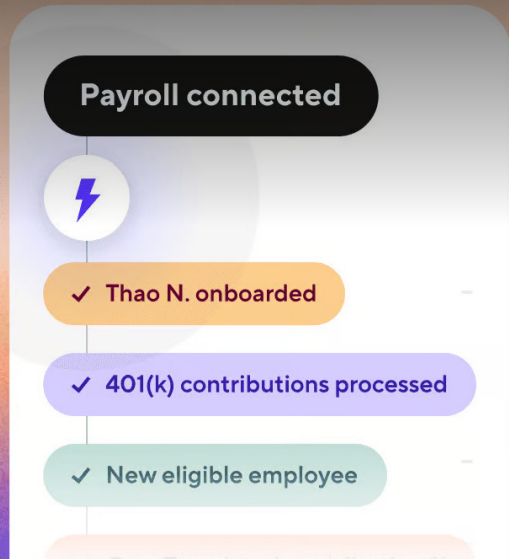 Payroll connected
Thao N. onboarded
401(k) contributions processed
New eligible employee